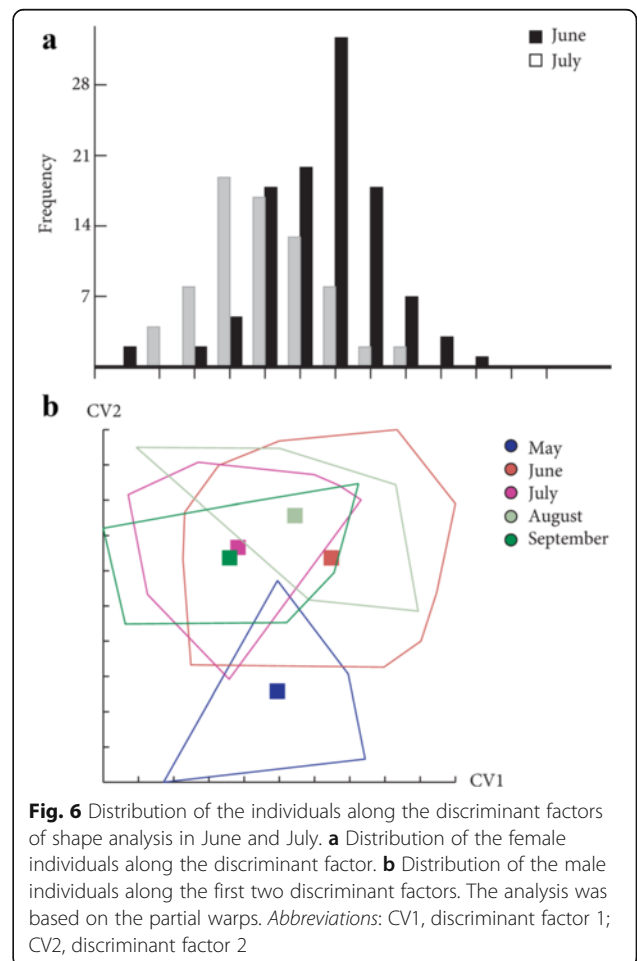 a
June
July
28
21
14
7
Frequency
b
CV2
May
June
July
August
September
CV1
Fig. 6 Distribution of the individuals along the discriminant factors
of shape analysis in June and July. a Distribution of the female
individuals along the discriminant factor. b Distribution of the male
individuals along the first two discriminant factors. The analysis was
based on the partial warps. Abbreviations: CV1, discriminant factor 1;
CV2, discriminant factor 2